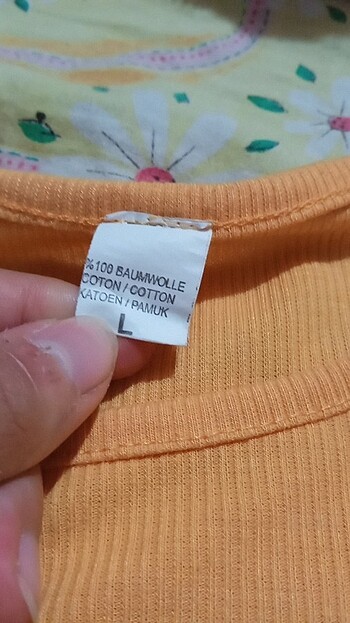 %100 BAUMWOLLE
COTON / COTTON
KATOEN / PAMUK
L